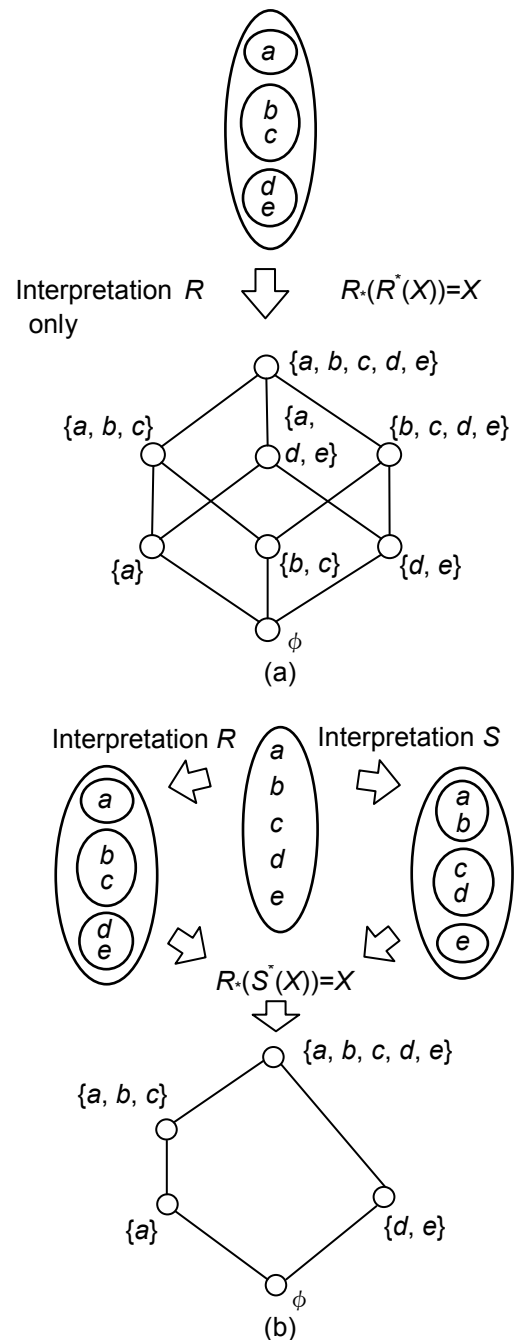 a
b
c
d
e
Interpretation R
only
R*(R*(X)=X
{a, b, c, d, e}
{a, b, c}
{a,
d, e}
{b, c, d, e}
{a}
{b, c}
{d, e}
ϕ
(a)
Interpretation R
Interpretation S
a
b
c
d
e
a
b
c
d
e
a
b
c
d
e
R*(S*(X))=X
{a, b, c, d, e}
{a, b, c}
{a}
{d, e}
ϕ
(b)